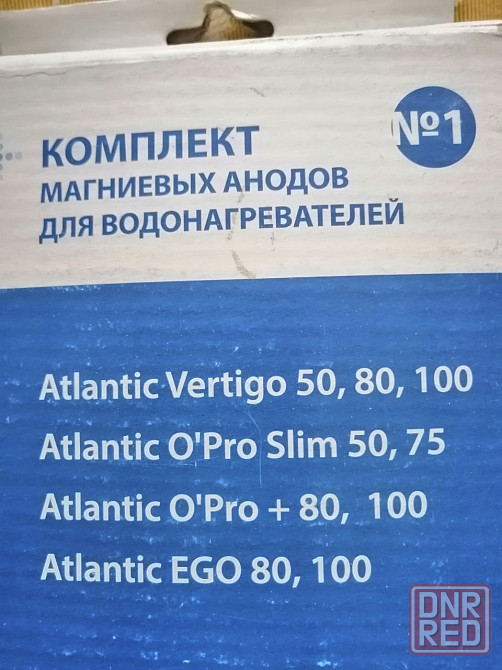 №1
КОМПЛЕКТ
МАГНИЕВЫХ АНОДОВ
ДЛЯ ВОДОНАГРЕВАТЕЛЕЙ
Atlantic Vertigo 50, 80, 100
Atlantic O'Pro Slim 50, 75
Atlantic O'Pro + 80, 100
Atlantic EGO 80, 100
DNR
RED